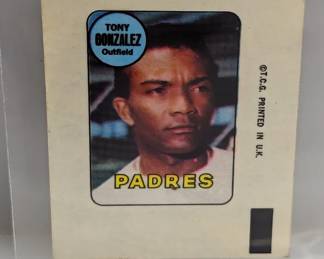 TONY
GONZALEZ
Outfield
PADRES
©T.C.G. PRINTED IN U.K.